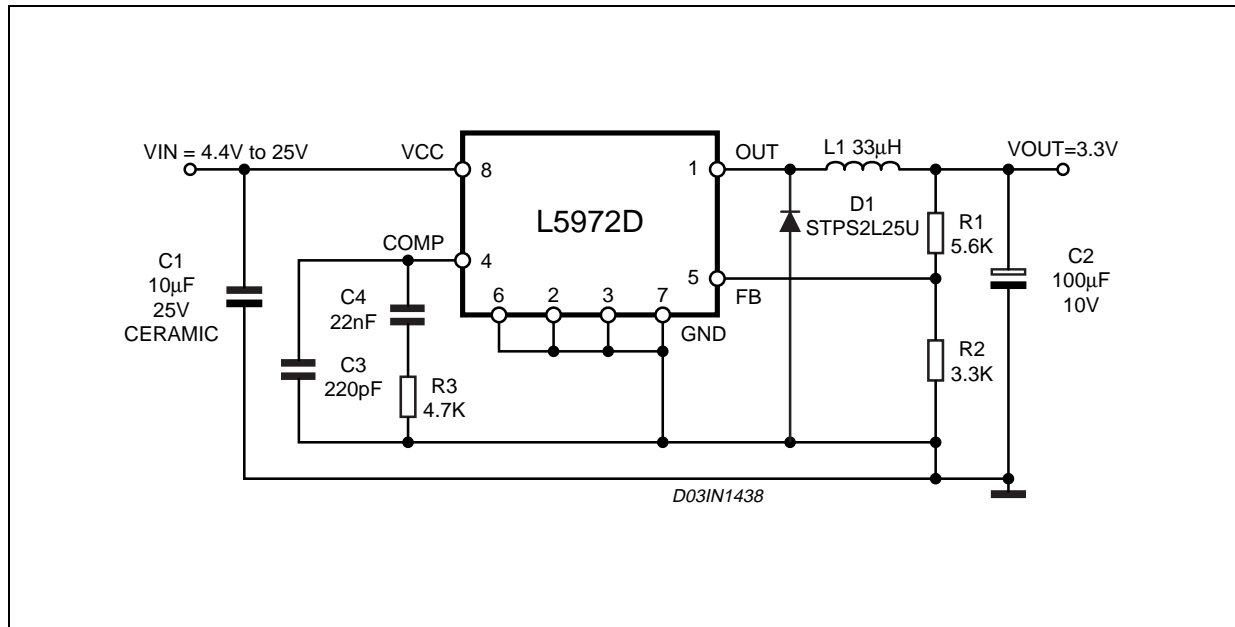 VIN = 4.4V to 25V
VCC
8
L5972D
1
OUT
L1 33μH
VOUT=3.3V
D1
STPS2L25U
R1
5.6K
COMP
4
5
FB
C1
10μF
25V
CERAMIC
C4
22nF
6
2
3
7
GND
C2
100μF
10V
C3
220pF
R3
4.7K
R2
3.3K
D03IN1438